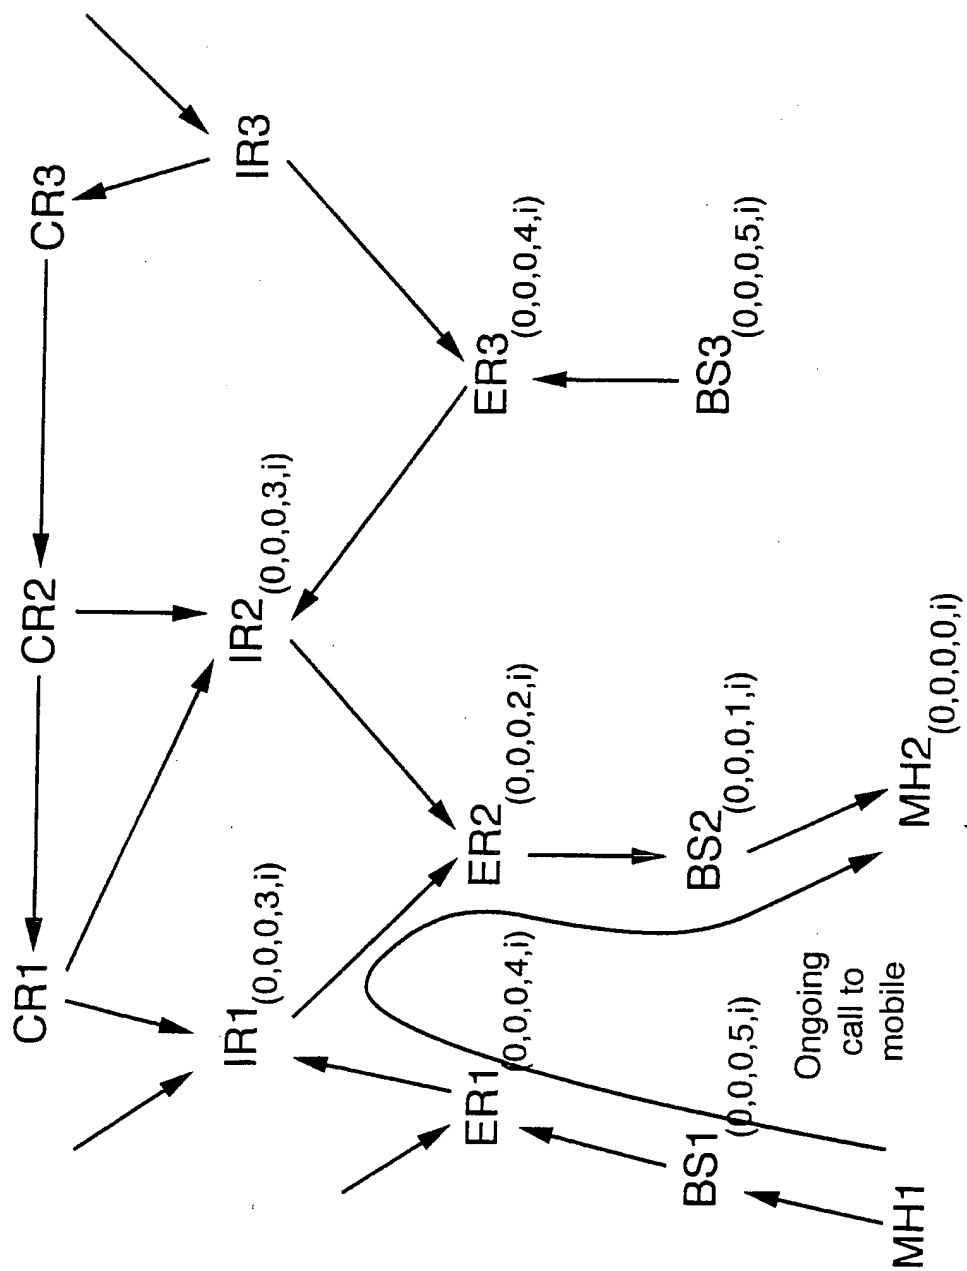 CR1
CR2
CR3
IR1(0,0,0,3,i)
IR2(0,0,0,3,i)
IR3
ER1(0,0,0,4,i)
ER2(0,0,0,2,i)
ER3(0,0,0,4,i)
BS1(0,0,0,5,i)
BS2(0,0,0,1,i)
BS3(0,0,0,5,i)
Ongoing
call to
mobile
MH1
MH2(0,0,0,0,i)